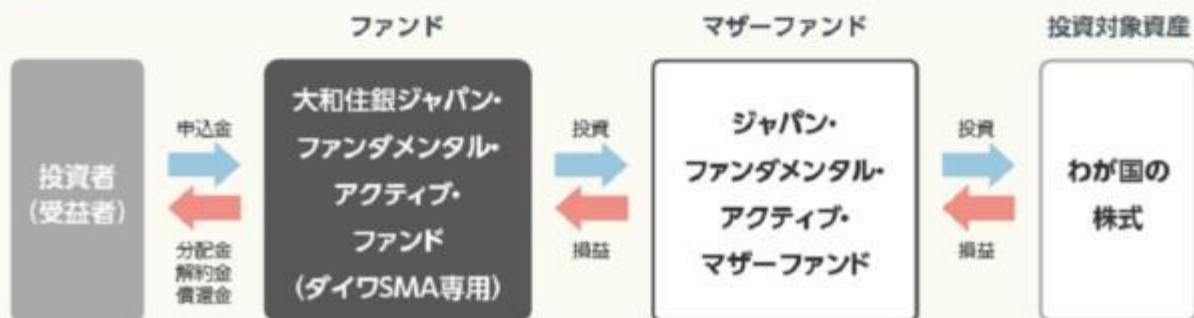 ファンド
マザーファンド
投資対象資産
投資者
(受益者)
申込金
分配金
解約金
償還金
大和住銀ジャパン・
ファンダメンタル・
アクティブ・
ファンド
(ダイワSMA専用)
投資
損益
ジャパン・
ファンダメンタル・
アクティブ・
マザーファンド
投資
損益
わが国の
株式